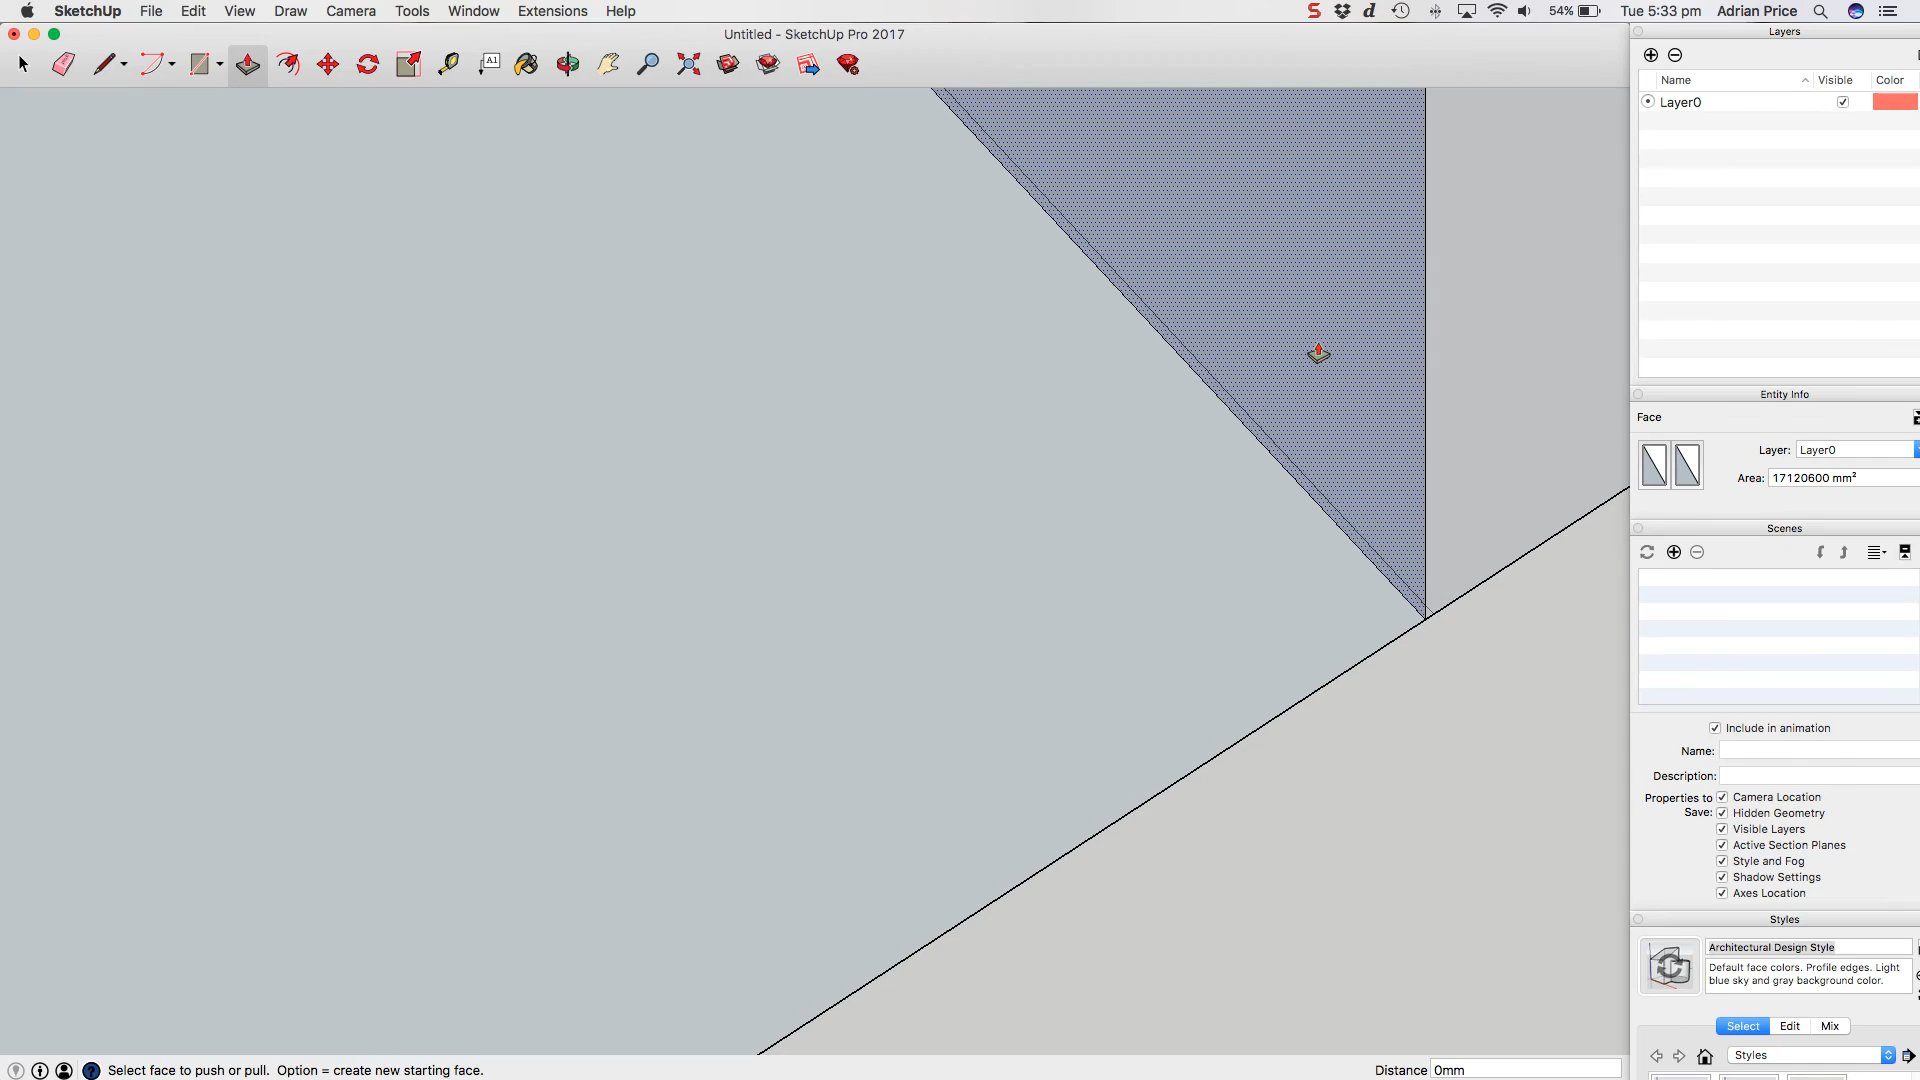 SketchUp File Edit View Draw Camera Tools Window Extensions Help 54% Tue 5:33 pm Adrian Price
Untitled - SketchUp Pro 2017
A1
Layers
Name Visible Color
Layer0
Entity Info
Face
Layer: Layer0
Area: 17120600 mm²
Scenes
Include in animation
Name:
Description:
Properties to Save:
Camera Location
Hidden Geometry
Visible Layers
Active Section Planes
Style and Fog
Shadow Settings
Axes Location
Styles
Architectural Design Style
Default face colors. Profile edges. Light
blue sky and gray background color.
Select Edit Mix
Styles
Select face to push or pull. Option = create new starting face.
Distance 0mm